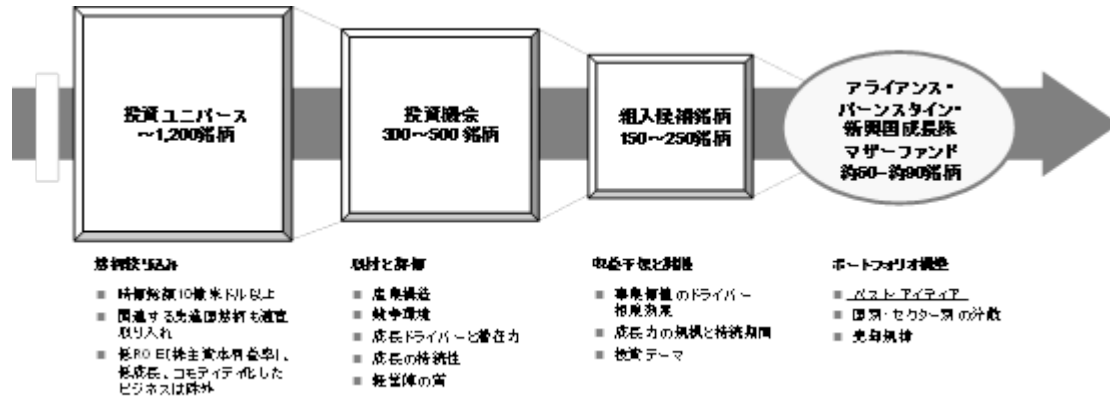 投資ユニバース
～1,200銘柄
投資機会
300～500 銘柄
組入候補銘柄
150～250銘柄
アライアンス・
バーンスタイン・
新興国成長株
マザーファンド
約60-約90銘柄
銘柄絞り込み
■ 時価総額10億米ドル以上
■ 関連する先進国銘柄も適宜
取り入れ
■ 低ROE(株主資本利益率)、
低成長、コモディティ化した
ビジネスは除外
取材と評価
■ 産業構造
■ 競争環境
■ 成長ドライバーと潜在力
■ 成長の持続性
■ 経営陣の質
収益予想と
■ 事業価値のドライバー
相乗効果
■ 成長力の規模と持続期間
■ 投資テーマ
ポートフォリオ構築
■ ベスト・アイディア
■ 国別・セクター別の分散
■ 売却規律